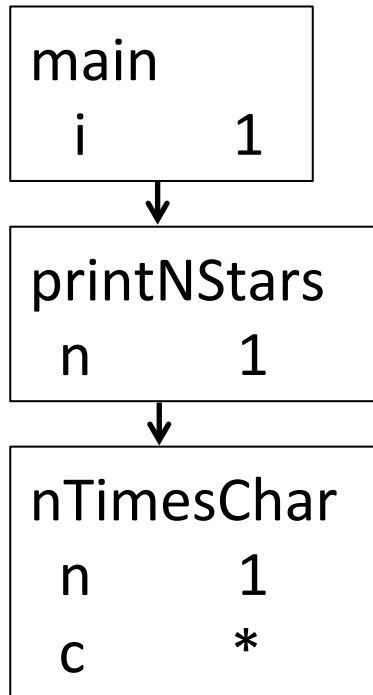 main
i 1
printNStars
n 1
nTimesChar
n 1
c *